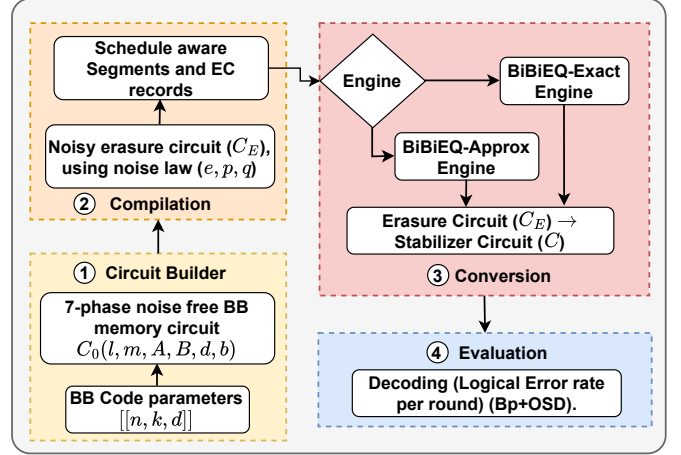 Schedule aware
Segments and EC
records
Noisy erasure circuit (C_E),
using noise law (e, p, q)
2 Compilation
1 Circuit Builder
7-phase noise free BB
memory circuit
C_0(l, m, A, B, d, b)
BB Code parameters
[[n, k, d]]
Engine
BiBiEQ-Exact
Engine
BiBiEQ-Approx
Engine
Erasure Circuit (C_E) →
Stabilizer Circuit (C)
3 Conversion
4 Evaluation
Decoding (Logical Error rate
per round) (Bp+OSD).